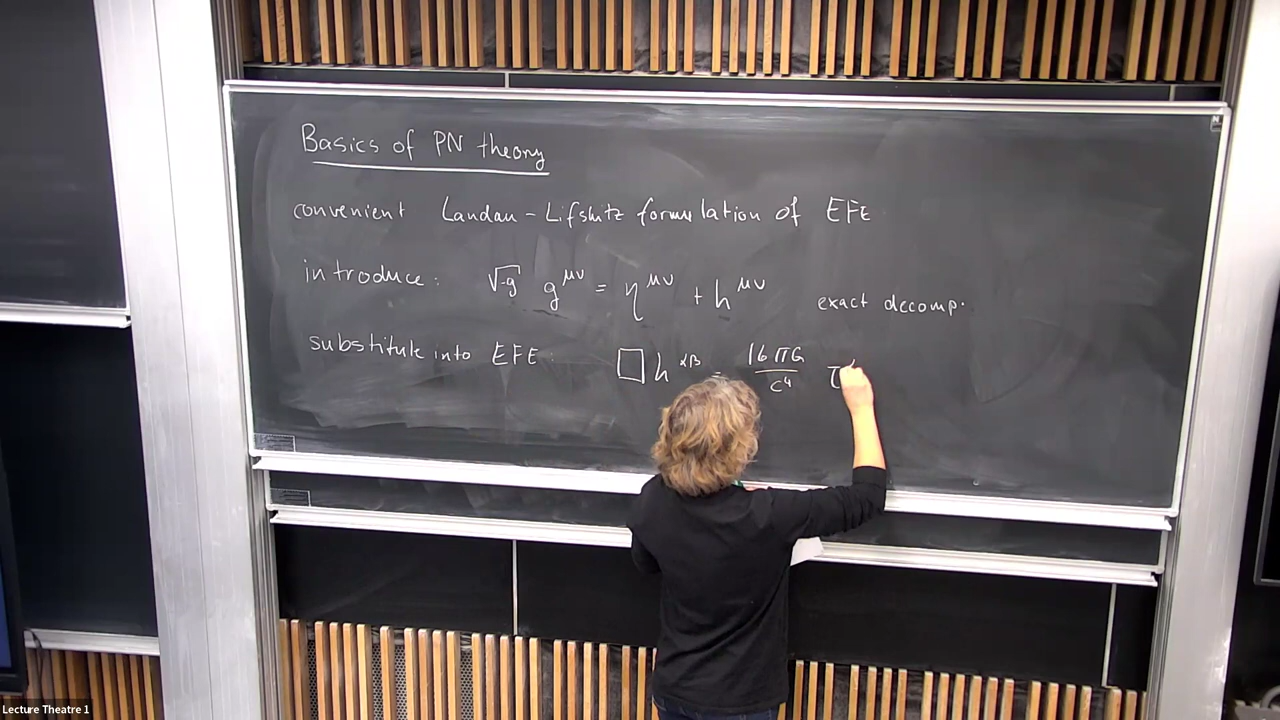 Basics of PN theory
convenient Landau-Lifshitz formulation of EFE
introduce: √-g g^μν = η^μν + h^μν exact decomp.
substitute into EFE: □ h^αβ = 16πG/c⁴ τ
Lecture Theatre 1